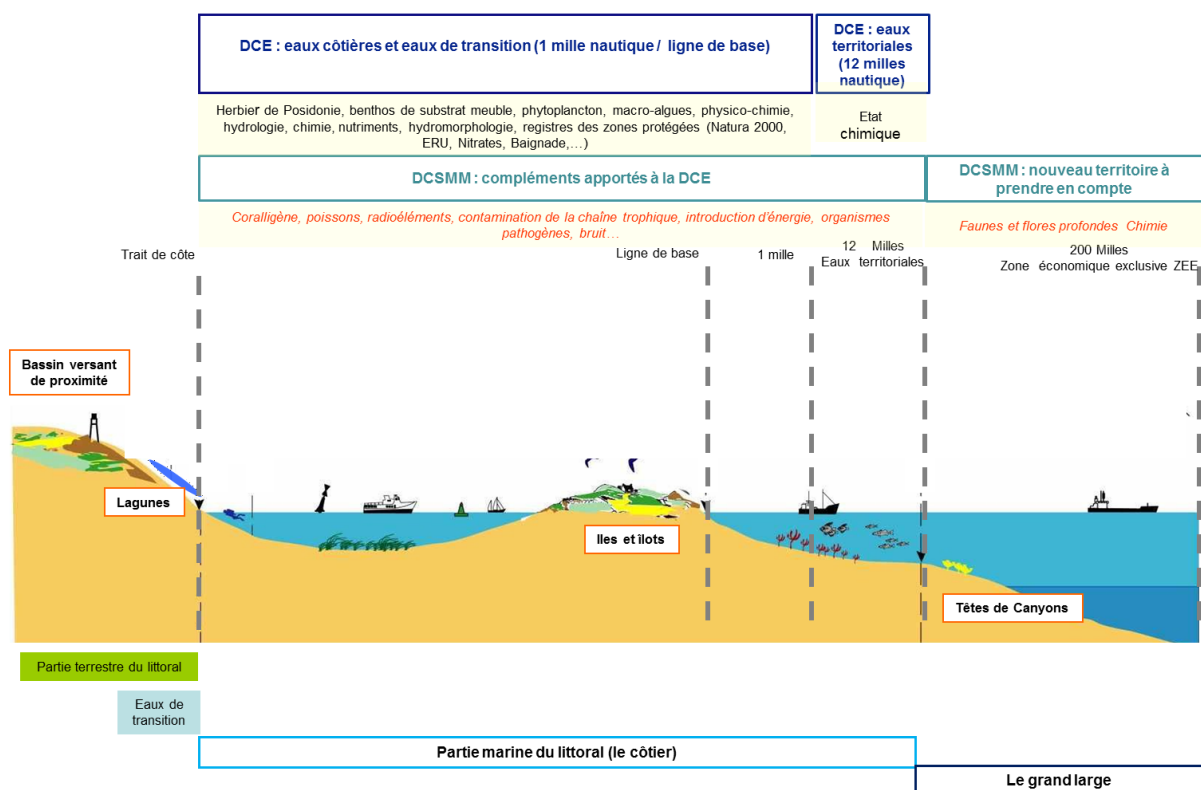 DCE : eaux côtières et eaux de transition (1 mille nautique / ligne de base)
DCE : eaux
territoriales
(12 milles
nautique)
Herbier de Posidonie, benthos de substrat meuble, phytoplancton, macro-algues, physico-chimie,
hydrologie, chimie, nutriments, hydromorphologie, registres des zones protégées (Natura 2000,
ERU, Nitrates, Baignade,…)
Etat
chimique
DCSMM : compléments apportés à la DCE
DCSMM : nouveau territoire à
prendre en compte
Coralligène, poissons, radioéléments, contamination de la chaîne trophique, introduction d'énergie, organismes
pathogènes, bruit…
Faunes et flores profondes Chimie
Trait de côte
Ligne de base
1 mille
12 Milles
Eaux territoriales
200 Milles
Zone économique exclusive ZEE
Bassin versant
de proximité
Lagunes
Iles et îlots
Têtes de Canyons
Partie terrestre du littoral
Eaux de
transition
Partie marine du littoral (le côtier)
Le grand large